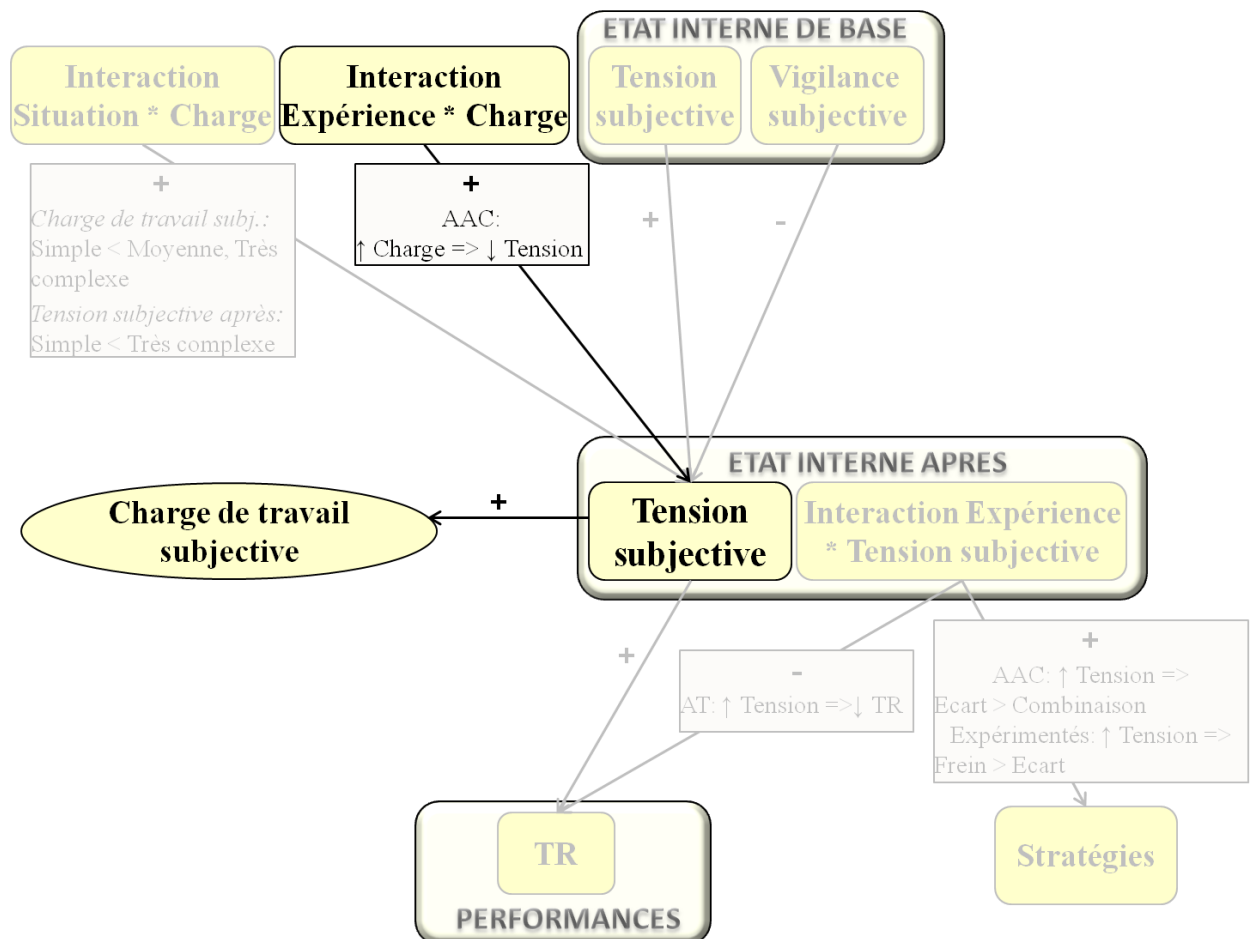 ETAT INTERNE DE BASE
Interaction
Situation * Charge
Interaction
Expérience * Charge
Tension
subjective
Vigilance
subjective
+
Charge de travail subj.:
Simple < Moyenne, Très
complexe
Tension subjective après:
Simple < Très complexe
+
AAC:
↑ Charge => ↓ Tension
+
-
ETAT INTERNE APRES
Charge de travail
subjective
+
Tension
subjective
Interaction Expérience
* Tension subjective
+
-
AT: ↑ Tension =>↓ TR
+
AAC: ↑ Tension =>
Ecart > Combinaison
Expérimentés: ↑ Tension =>
Frein > Ecart
TR
PERFORMANCES
Stratégies